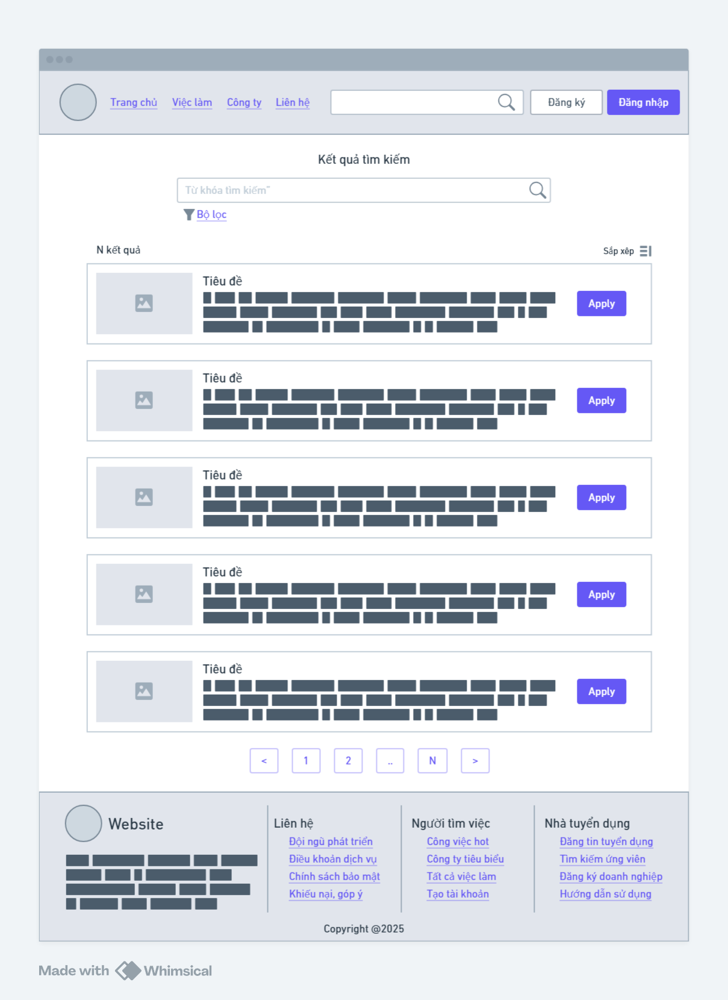 Trang chủ
Việc làm
Công ty
Liên hệ
Đăng ký
Đăng nhập
Kết quả tìm kiếm
Từ khóa tìm kiếm"
Bộ lọc
N kết quả
Sắp xêp
Tiêu đề
Apply
Tiêu đề
Apply
Tiêu đề
Apply
Tiêu đề
Apply
Tiêu đề
Apply
< 1 2 .. N >
Website
Liên hệ
Đội ngũ phát triển
Điều khoản dịch vụ
Chính sách bảo mật
Khiếu nại, góp ý
Người tìm việc
Công việc hot
Công ty tiêu biểu
Tất cả việc làm
Tạo tài khoản
Nhà tuyển dụng
Đăng tin tuyển dụng
Tìm kiếm ứng viên
Đăng ký doanh nghiệp
Hướng dẫn sử dụng
Copyright @2025
Made with Whimsical